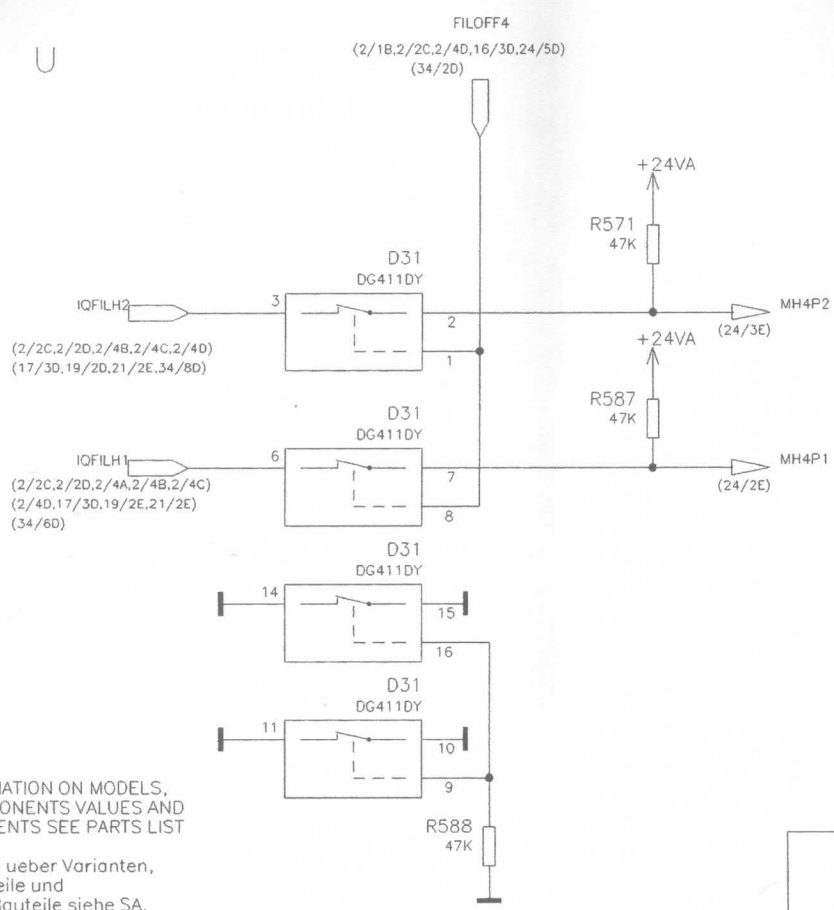 FILOFF4
(2/1B,2/2C,2/4D,16/3D,24/5D)
(34/2D)
U
+24VA
R571
47K
D31
DG411DY
IQFILH2
3
2
1
MH4P2
(24/3E)
(2/2C,2/2D,2/4B,2/4C,2/4D)
(17/3D,19/2D,21/2E,34/8D)
+24VA
R587
47K
D31
DG411DY
IQFILH1
6
7
8
MH4P1
(24/2E)
(2/2C,2/2D,2/4A,2/4B,2/4C)
(2/4D,17/3D,19/2E,21/2E)
(34/6D)
D31
DG411DY
14
15
16
D31
DG411DY
11
10
9
R588
47K
IATION ON MODELS,
ONENTS VALUES AND
ENTS SEE PARTS LIST
ueber Varianten,
eile und
Bauteile siehe SA.